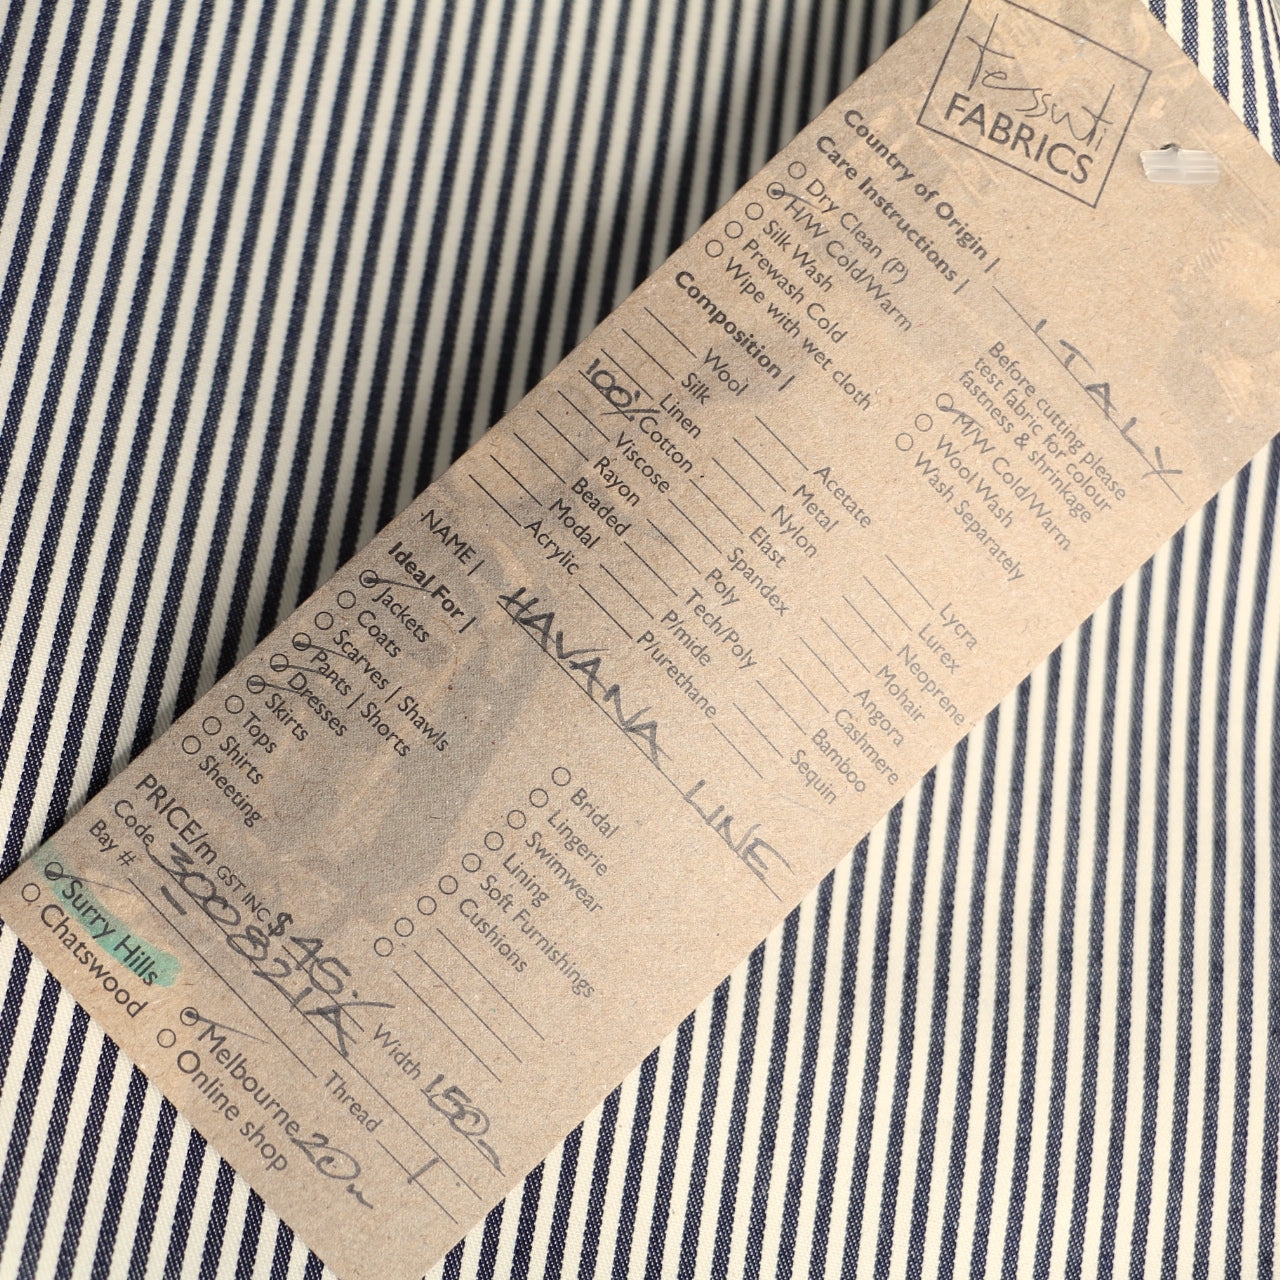 tessuti
FABRICS
Country of Origin | ITALY
Care Instructions |
Dry Clean (P)
H/W Cold/Warm
Silk Wash
Prewash Cold
Wipe with wet cloth
Before cutting please
test fabric for colour
fastness & shrinkage
M/W Cold/Warm
Wool Wash
Wash Separately
Composition |
Wool
Silk
Linen
100% Cotton
Viscose
Rayon
Beaded
Modal
Acrylic
Acetate
Metal
Nylon
Elast
Spandex
Poly
Tech/Poly
P/mide
P/urethane
Lycra
Lurex
Neoprene
Mohair
Angora
Cashmere
Bamboo
Sequin
NAME | HAVANA LINE
Ideal For |
Jackets
Coats
Scarves | Shawls
Pants | Shorts
Dresses
Skirts
Tops
Shirts
Sheeting
Bridal
Lingerie
Swimwear
Lining
Soft Furnishings
Cushions
PRICE/m GST INC $ 45. Width 150
Code 300821A Thread 1
Bay #
Surry Hills
Chatswood
Melbourne 20m
Online shop